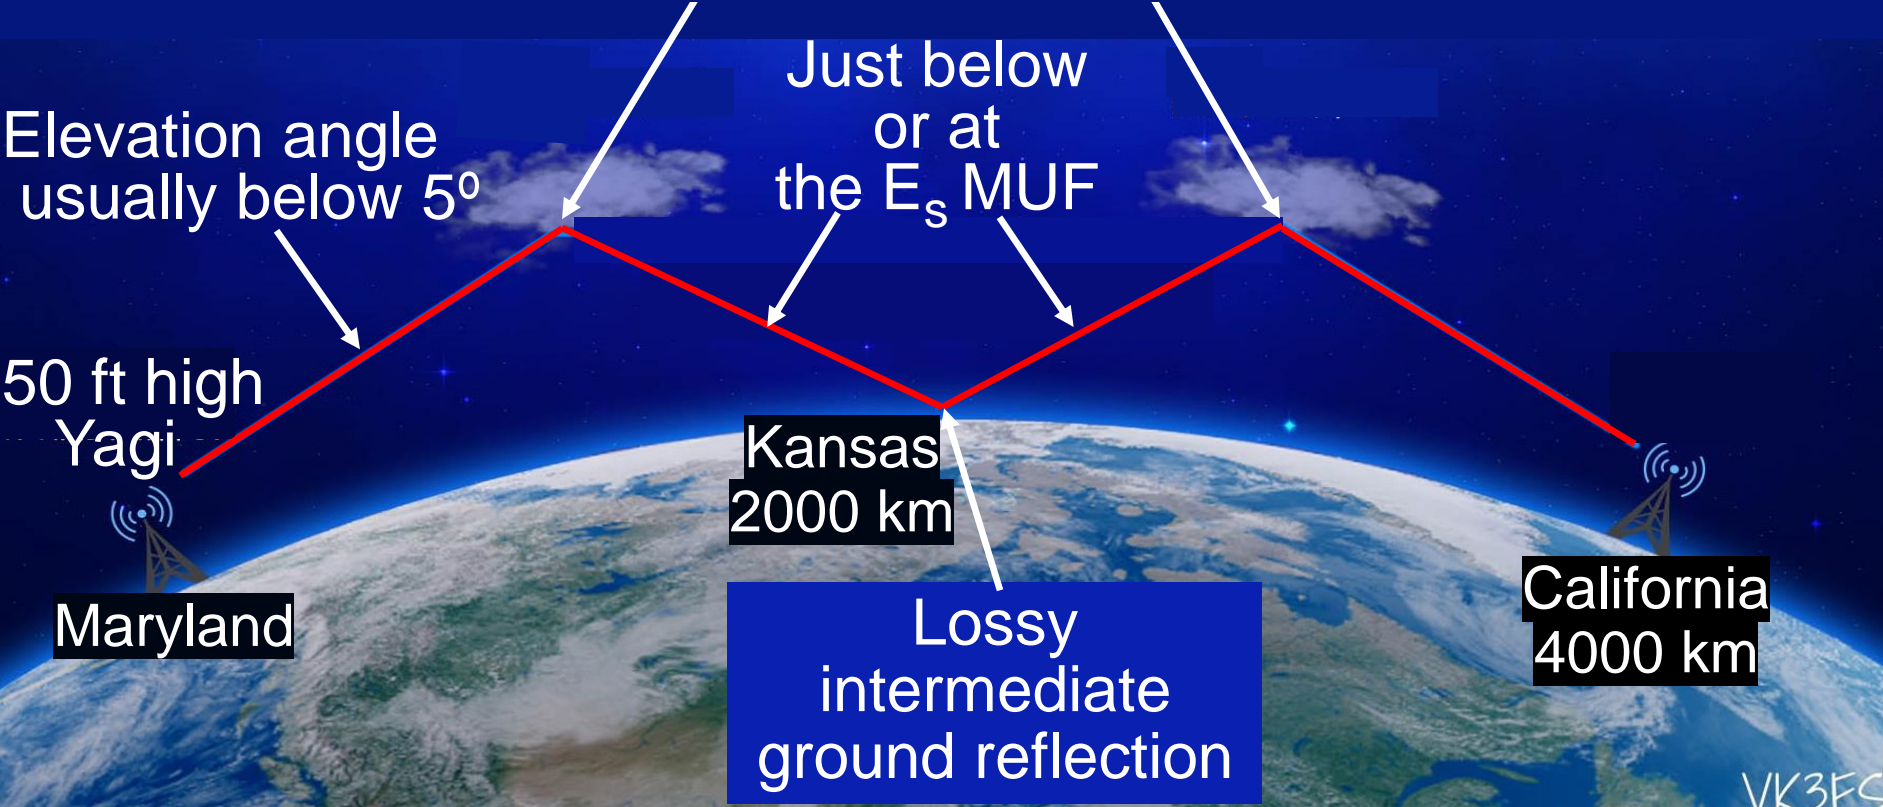 Just below
or at
the Es MUF
Elevation angle
usually below 5º
50 ft high
Yagi
Kansas
2000 km
Maryland
California
4000 km
Lossy
intermediate
ground reflection